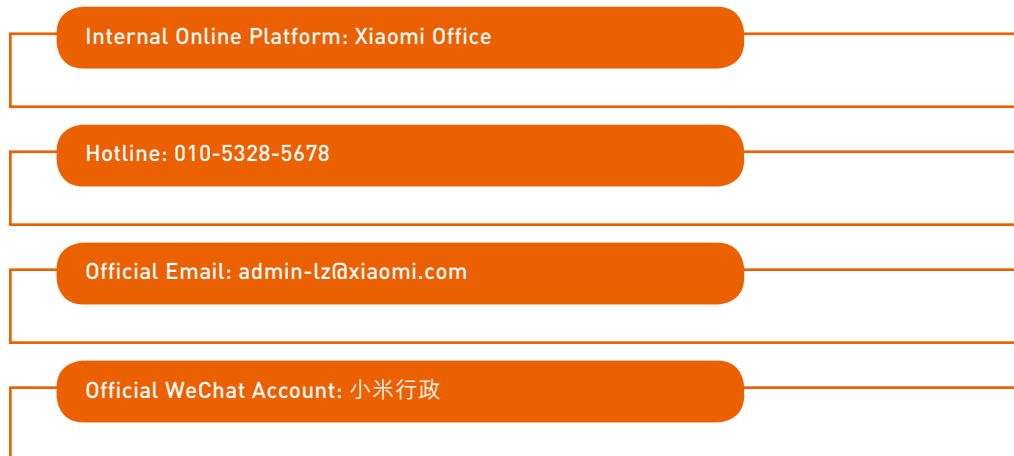 Internal Online Platform: Xiaomi Office
Hotline: 010-5328-5678
Official Email: admin-lz@xiaomi.com
Official WeChat Account: 小米行政